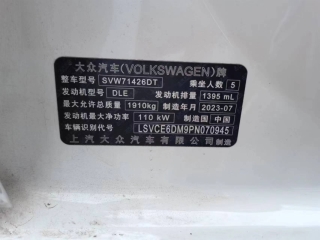 大众汽车(VOLKSWAGEN)牌
整车型号 SVW71426DT 乘坐人数 5
发动机型号 DLE 发动机排量 1395 mL
最大允许总质量 1910kg 制造年月 2023-07
发动机最大净功率 110 kW 制造国 中国
车辆识别代号 LSVCE6DM9PN070945
上汽大众汽车有限公司制造